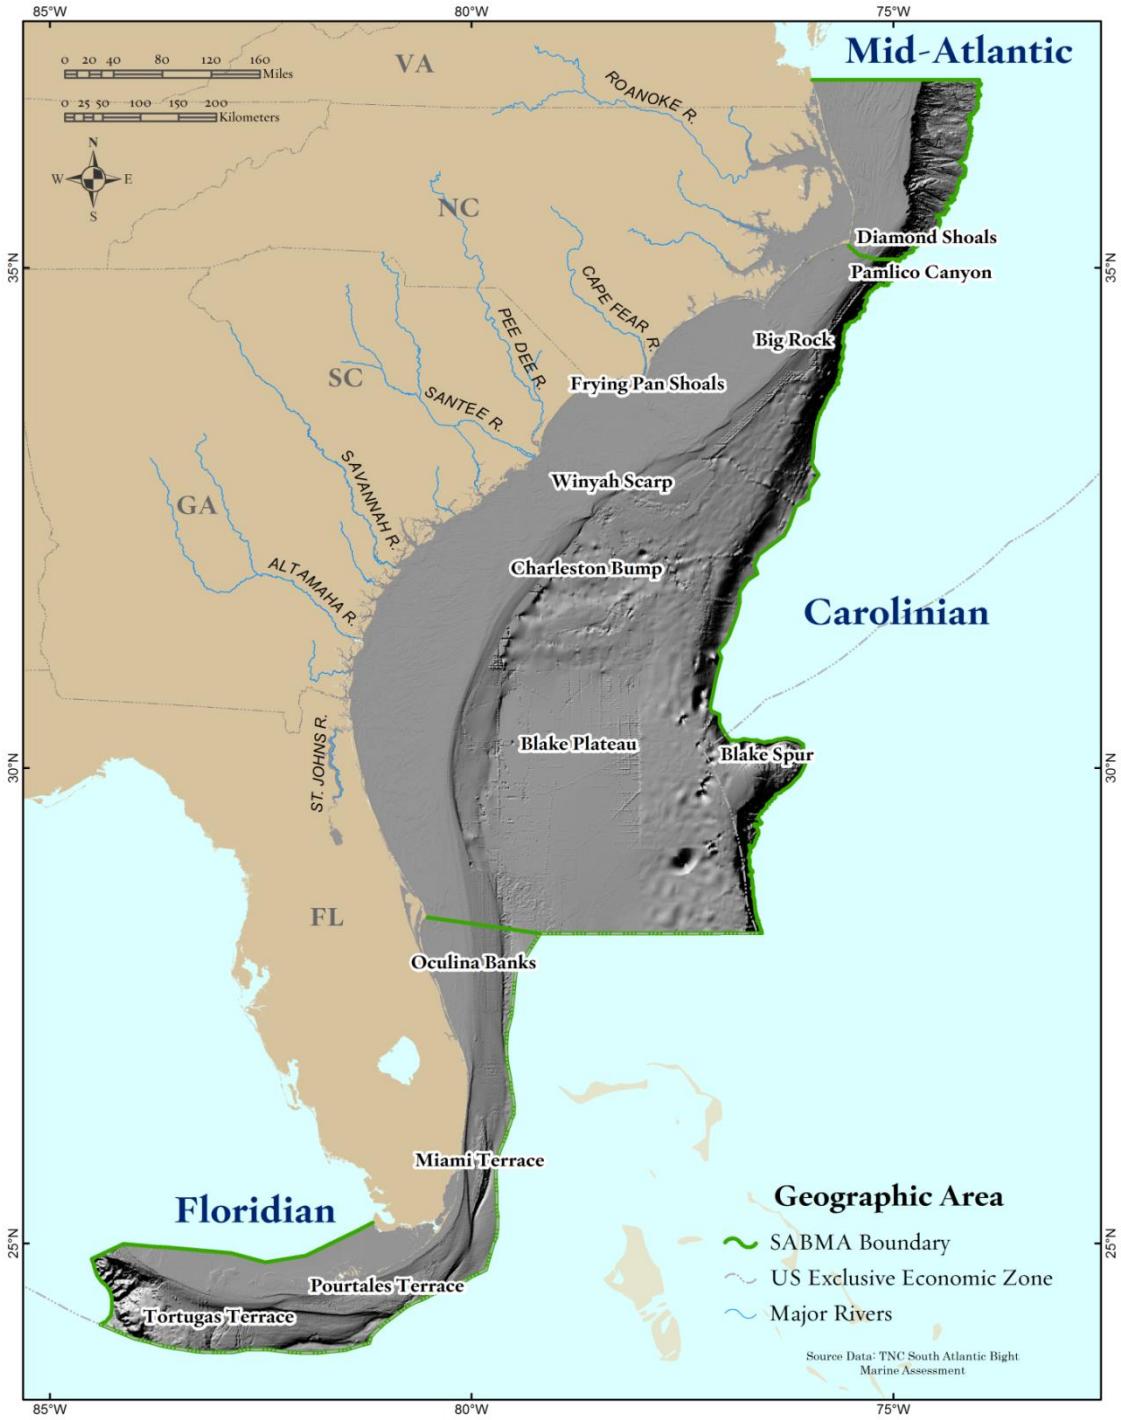 85°W
80°W
75°W
Mid-Atlantic
0 20 40 80 120 160
Miles
0 25 50 100 150 200
Kilometers
N
W E
S
VA
ROANOKE R.
NC
Diamond Shoals
35°N
35°N
Pamlico Canyon
CAPE FEAR R.
PEE DEE R.
Big Rock
SC
Frying Pan Shoals
SANTEE R.
Winyah Scarp
SAVANNAH R.
GA
Charleston Bump
ALTAMAHA R.
Carolinian
Blake Plateau
Blake Spur
ST. JOHNS R.
30°N
30°N
FL
Oculina Banks
Miami Terrace
Floridian
25°N
25°N
Pourtales Terrace
Tortugas Terrace
Geographic Area
SABMA Boundary
US Exclusive Economic Zone
Major Rivers
Source Data: TNC South Atlantic Bight
Marine Assessment
85°W
80°W
75°W